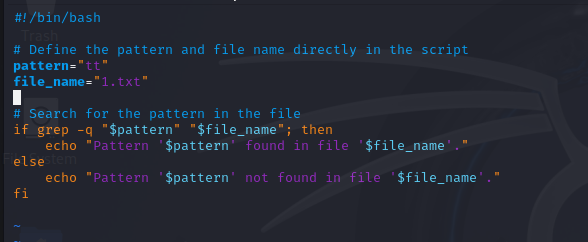 #!/bin/bash
# Define the pattern and file name directly in the script
pattern="tt"
file_name="1.txt"
# Search for the pattern in the file
if grep -q "$pattern" "$file_name"; then
    echo "Pattern '$pattern' found in file '$file_name'."
else
    echo "Pattern '$pattern' not found in file '$file_name'."
fi
~